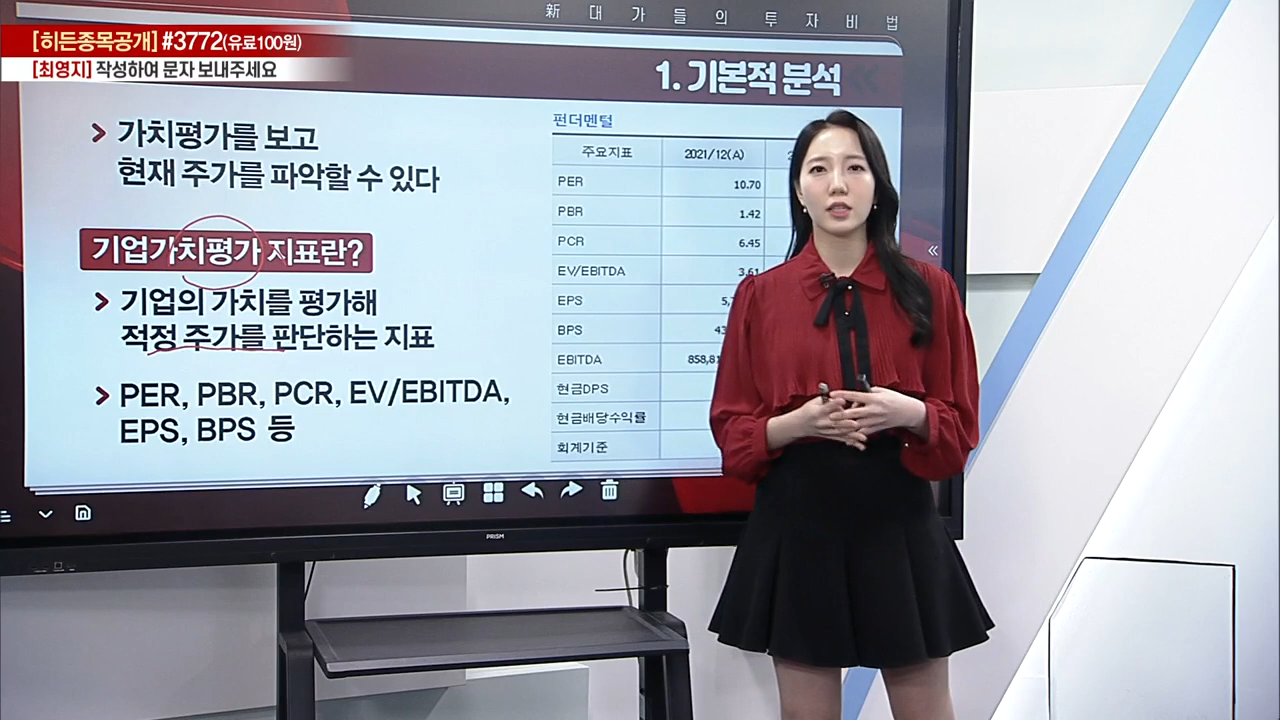 新 대 가 들 의 투 자 비 법
[히든종목공개] #3772(유료100원)
[최영지] 작성하여 문자 보내주세요
1. 기본적 분석
가치평가를 보고
현재 주가를 파악할 수 있다
기업가치평가 지표란?
기업의 가치를 평가해
적정 주가를 판단하는 지표
PER, PBR, PCR, EV/EBITDA,
EPS, BPS 등
펀더멘털
주요지표 2021/12(A)
PER 10.70
PBR 1.42
PCR 6.45
EV/EBITDA 3.61
EPS
BPS
EBITDA
현금DPS
현금배당수익률
회계기준
PRISM